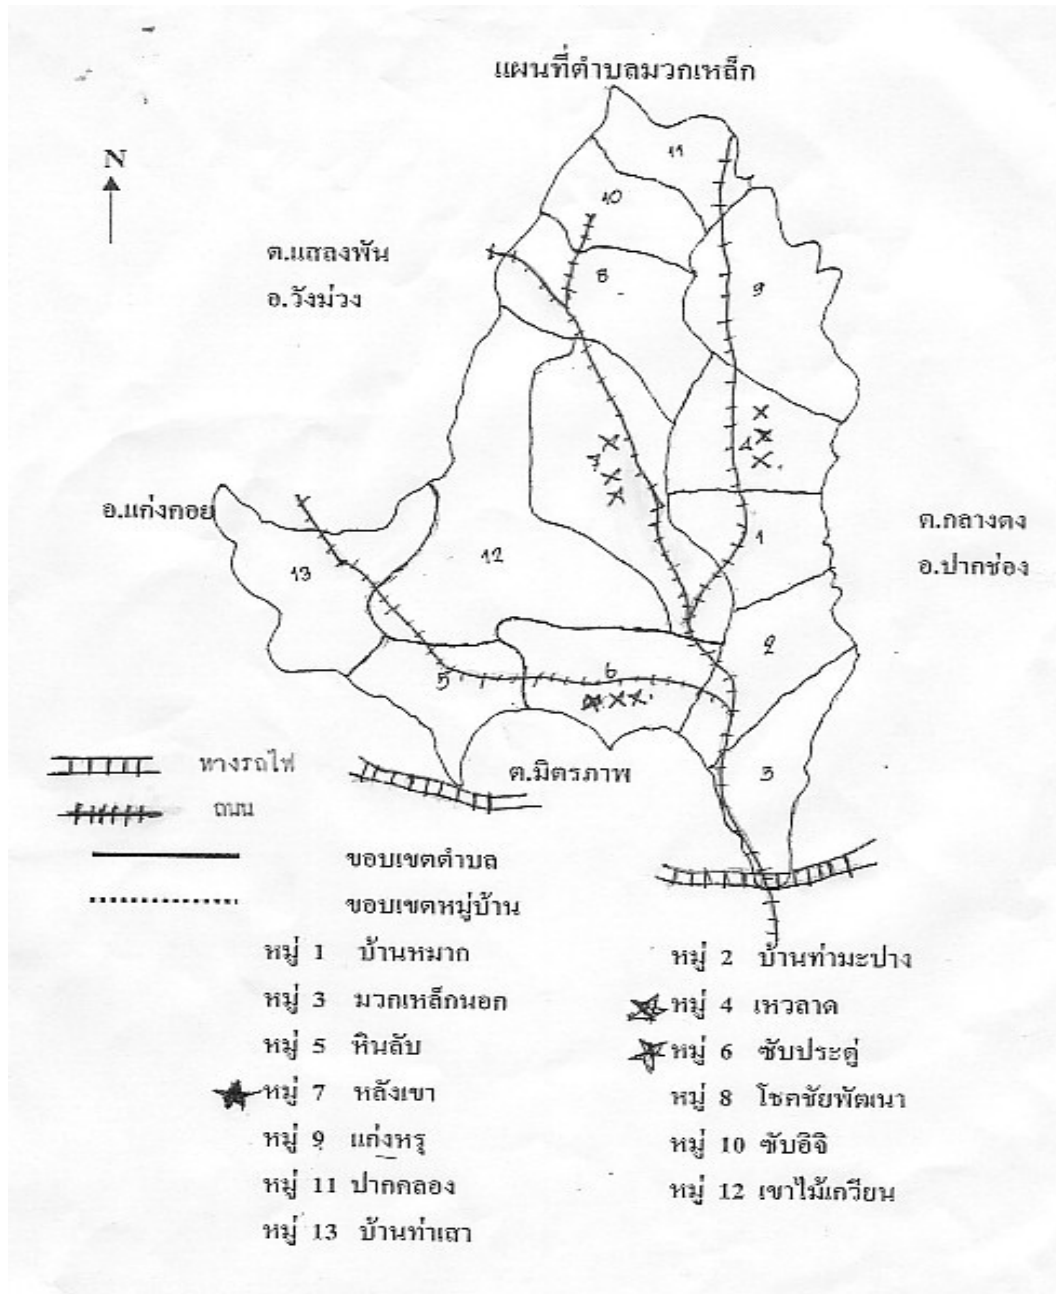 แผนที่ตำบลมวกเหล็ก
11
N
10
ต.แสลงพัน
8
9
อ.วังม่วง
4
อ.แก่งคอย
ต.กลางดง
1
12
อ.ปากช่อง
13
2
5
6
ทางรถไฟ
ต.มิตรภาพ
3
ถนน
ขอบเขตตำบล
ขอบเขตหมู่บ้าน
หมู่ 1 บ้านหมาก
หมู่ 2 บ้านท่ามะปาง
หมู่ 3 มวกเหล็กนอก
หมู่ 4 เหวลาด
หมู่ 5 หินลับ
หมู่ 6 ซับประดู่
หมู่ 7 หลังเขา
หมู่ 8 โชคชัยพัฒนา
หมู่ 9 แก่งหรุ
หมู่ 10 ซับอีจิ
หมู่ 11 ปากคลอง
หมู่ 12 เขาไม้เกวียน
หมู่ 13 บ้านท่าเสา